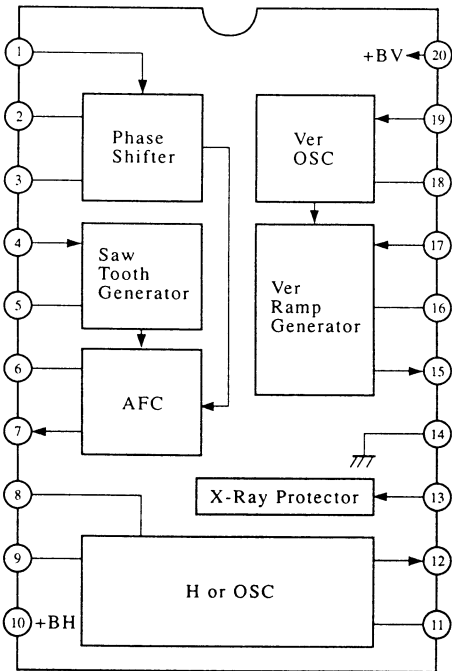 1
+BV
20
2
Phase
Shifter
Ver
OSC
19
3
18
4
Saw
Tooth
Generator
Ver
Ramp
Generator
17
5
16
6
AFC
15
7
14
8
X-Ray Protector
13
9
H or OSC
12
10
+BH
11